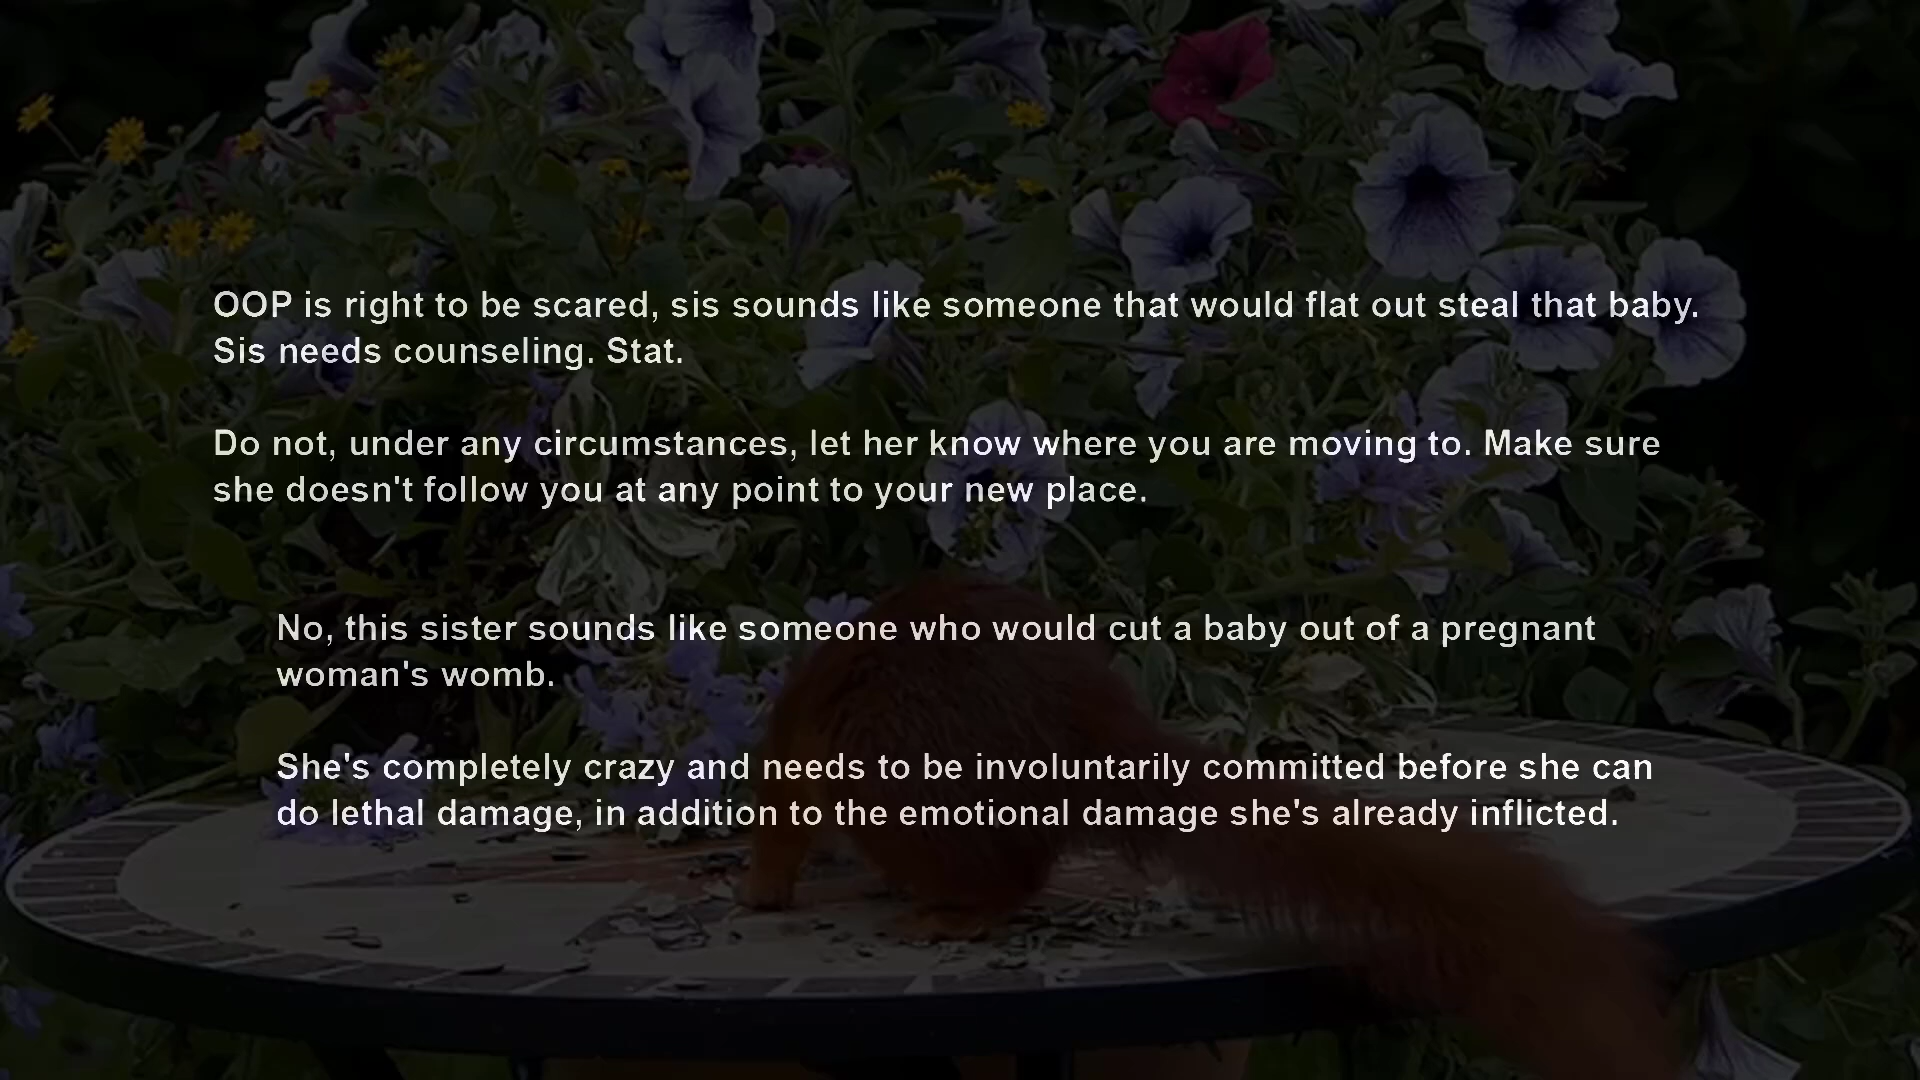 OOP is right to be scared, sis sounds like someone that would flat out steal that baby.
Sis needs counseling. Stat.
Do not, under any circumstances, let her know where you are moving to. Make sure
she doesn't follow you at any point to your new place.
No, this sister sounds like someone who would cut a baby out of a pregnant
woman's womb.
She's completely crazy and needs to be involuntarily committed before she can
do lethal damage, in addition to the emotional damage she's already inflicted.